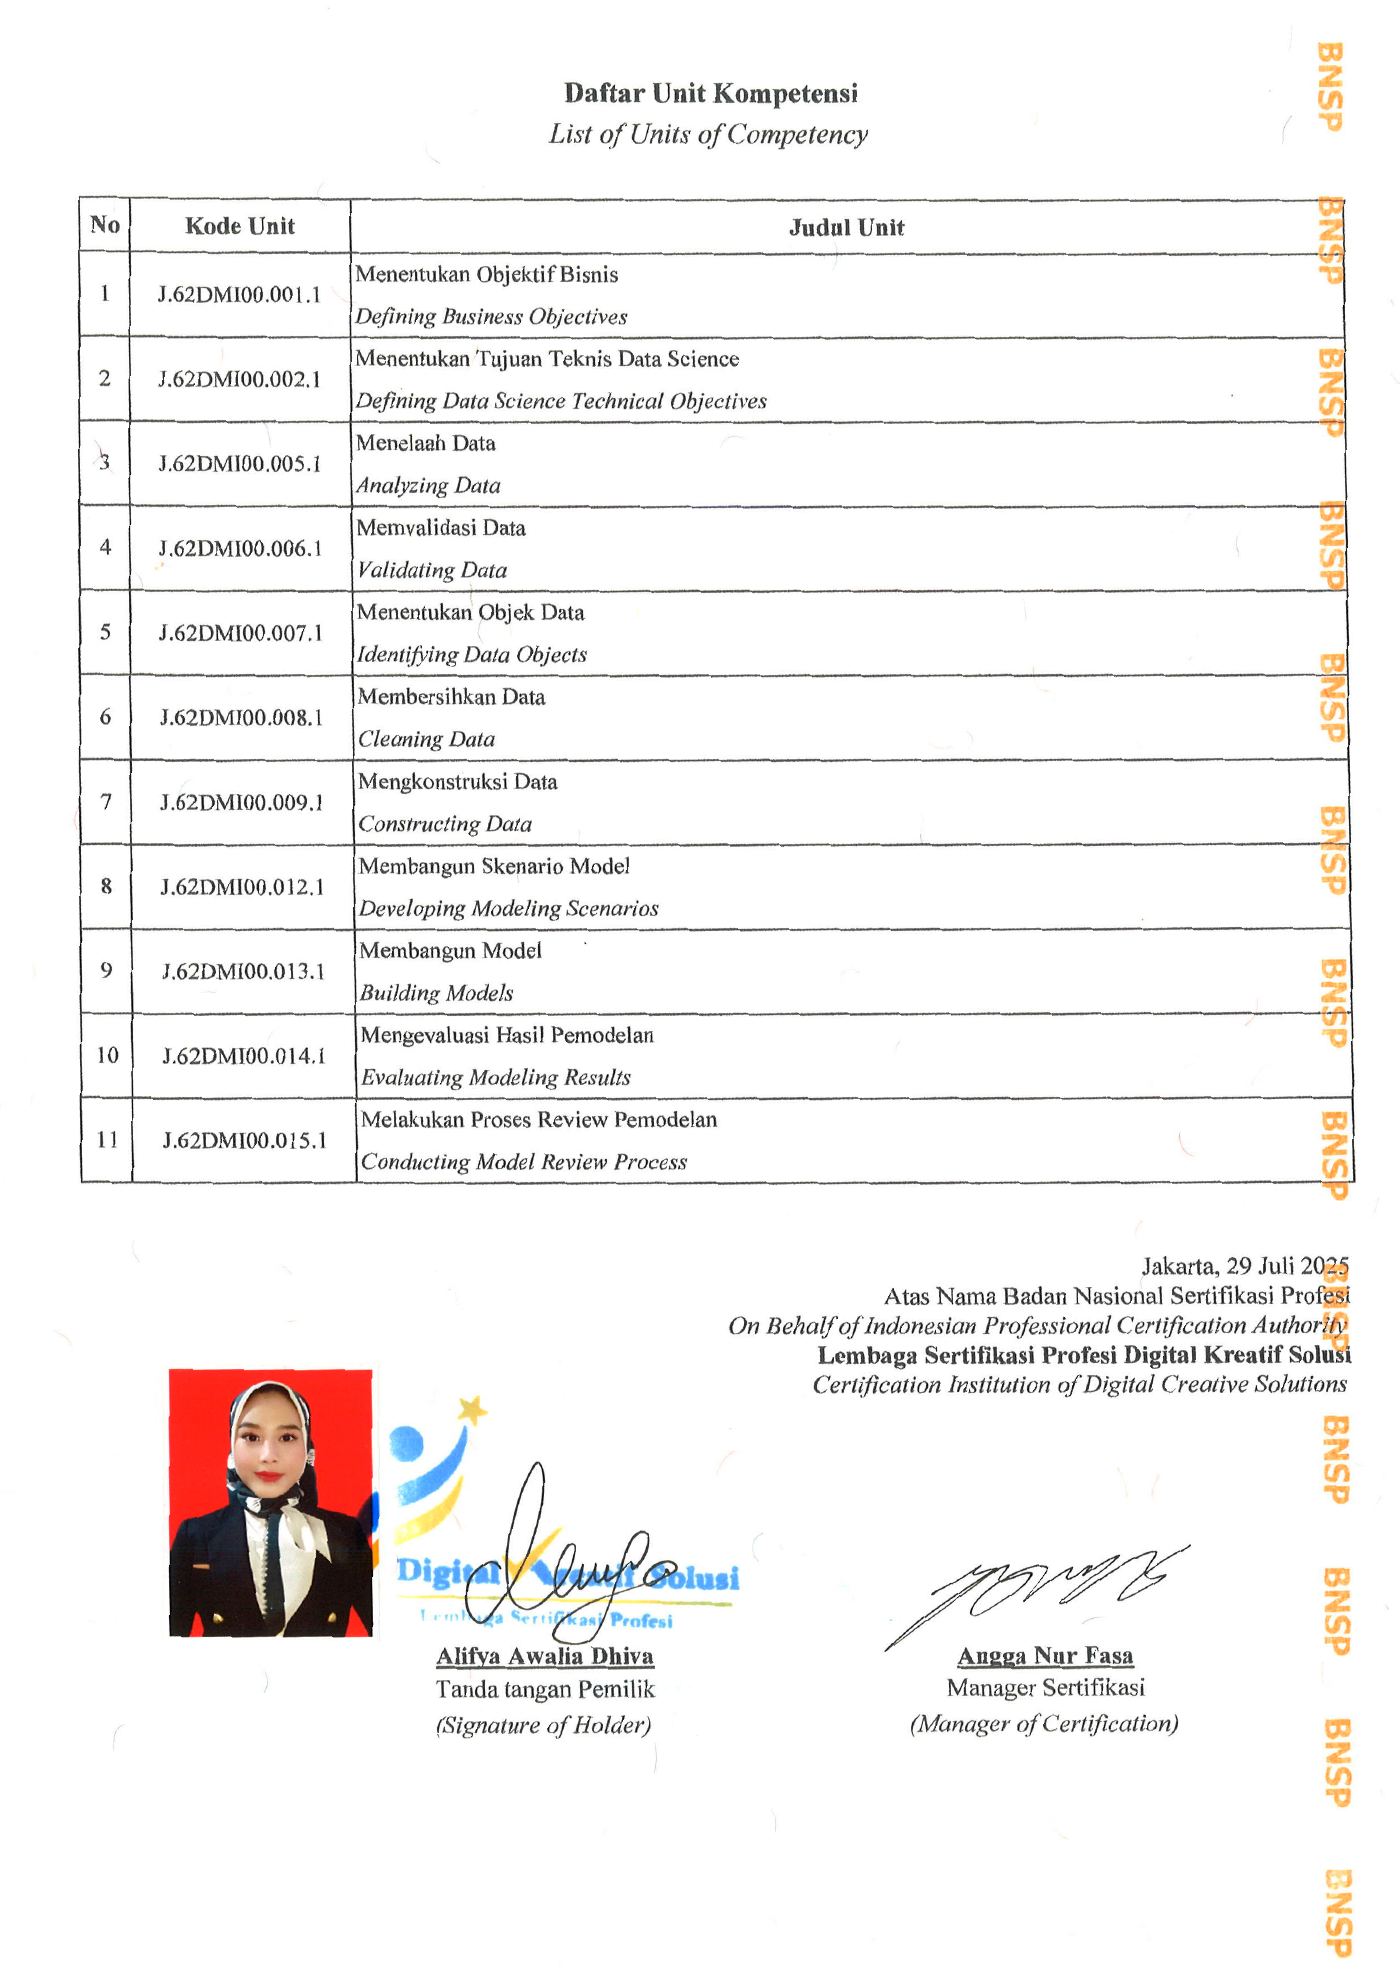 Daftar Unit Kompetensi
List of Units of Competency
No Kode Unit Judul Unit
1 J.62DMI00.001.1 Menentukan Objektif Bisnis
Defining Business Objectives
2 J.62DMI00.002.1 Menentukan Tujuan Teknis Data Science
Defining Data Science Technical Objectives
3 J.62DMI00.005.1 Menelaah Data
Analyzing Data
4 J.62DMI00.006.1 Memvalidasi Data
Validating Data
5 J.62DMI00.007.1 Menentukan Objek Data
Identifying Data Objects
6 J.62DMI00.008.1 Membersihkan Data
Cleaning Data
7 J.62DMI00.009.1 Mengkonstruksi Data
Constructing Data
8 J.62DMI00.012.1 Membangun Skenario Model
Developing Modeling Scenarios
9 J.62DMI00.013.1 Membangun Model
Building Models
10 J.62DMI00.014.1 Mengevaluasi Hasil Pemodelan
Evaluating Modeling Results
11 J.62DMI00.015.1 Melakukan Proses Review Pemodelan
Conducting Model Review Process
Jakarta, 29 Juli 2025
Atas Nama Badan Nasional Sertifikasi Profesi
On Behalf of Indonesian Professional Certification Authority
Lembaga Sertifikasi Profesi Digital Kreatif Solusi
Certification Institution of Digital Creative Solutions
Digital Kreatif Solusi
Lembaga Sertifikasi Profesi
Alifya Awalia Dhiva
Tanda tangan Pemilik
(Signature of Holder)
Angga Nur Fasa
Manager Sertifikasi
(Manager of Certification)
BNSP
BNSP
BNSP
BNSP
BNSP
BNSP
BNSP
BNSP
BNSP
BNSP
BNSP
BNSP
BNSP